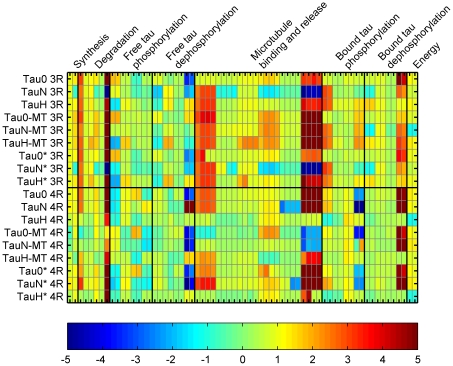 Synthesis
Degradation
Free tau
phosphorylation
Free tau
dephosphorylation
Microtubule
binding and release
Bound tau
phosphorylation
Bound tau
dephosphorylation
Energy
Tau0 3R
TauN 3R
TauH 3R
Tau0-MT 3R
TauN-MT 3R
TauH-MT 3R
Tau0* 3R
TauN* 3R
TauH* 3R
Tau0 4R
TauN 4R
TauH 4R
Tau0-MT 4R
TauN-MT 4R
TauH-MT 4R
Tau0* 4R
TauN* 4R
TauH* 4R
-5 -4 -3 -2 -1 0 1 2 3 4 5